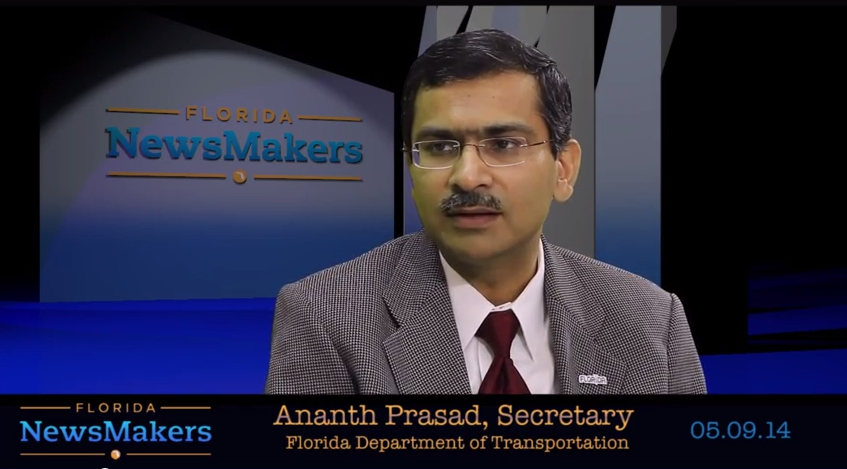 FLORIDA
NewsMakers
FLORIDA
NewsMakers
Ananth Prasad, Secretary
Florida Department of Transportation
05.09.14